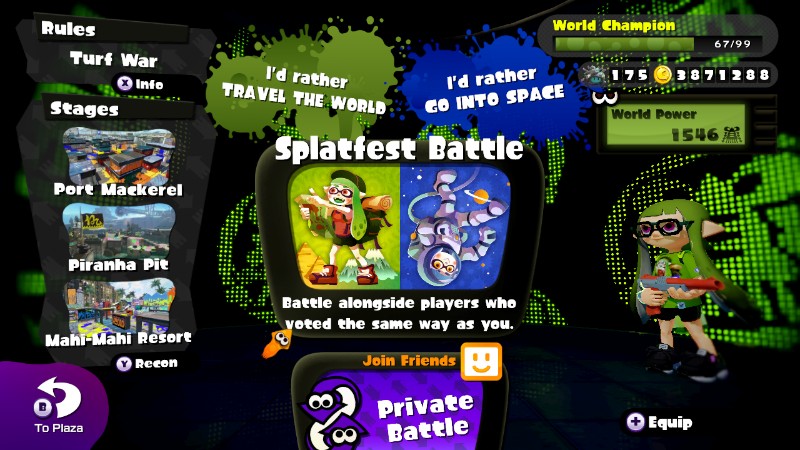 Rules
Turf War
X Info
Stages
Port Mackerel
Piranha Pit
Mahi-Mahi Resort
Y Recon
B
To Plaza
I'd rather
TRAVEL THE WORLD
I'd rather
GO INTO SPACE
Splatfest Battle
Battle alongside players who
voted the same way as you.
Join Friends
Private
Battle
World Champion
67/99
175 3871288
World Power
1546
+ Equip